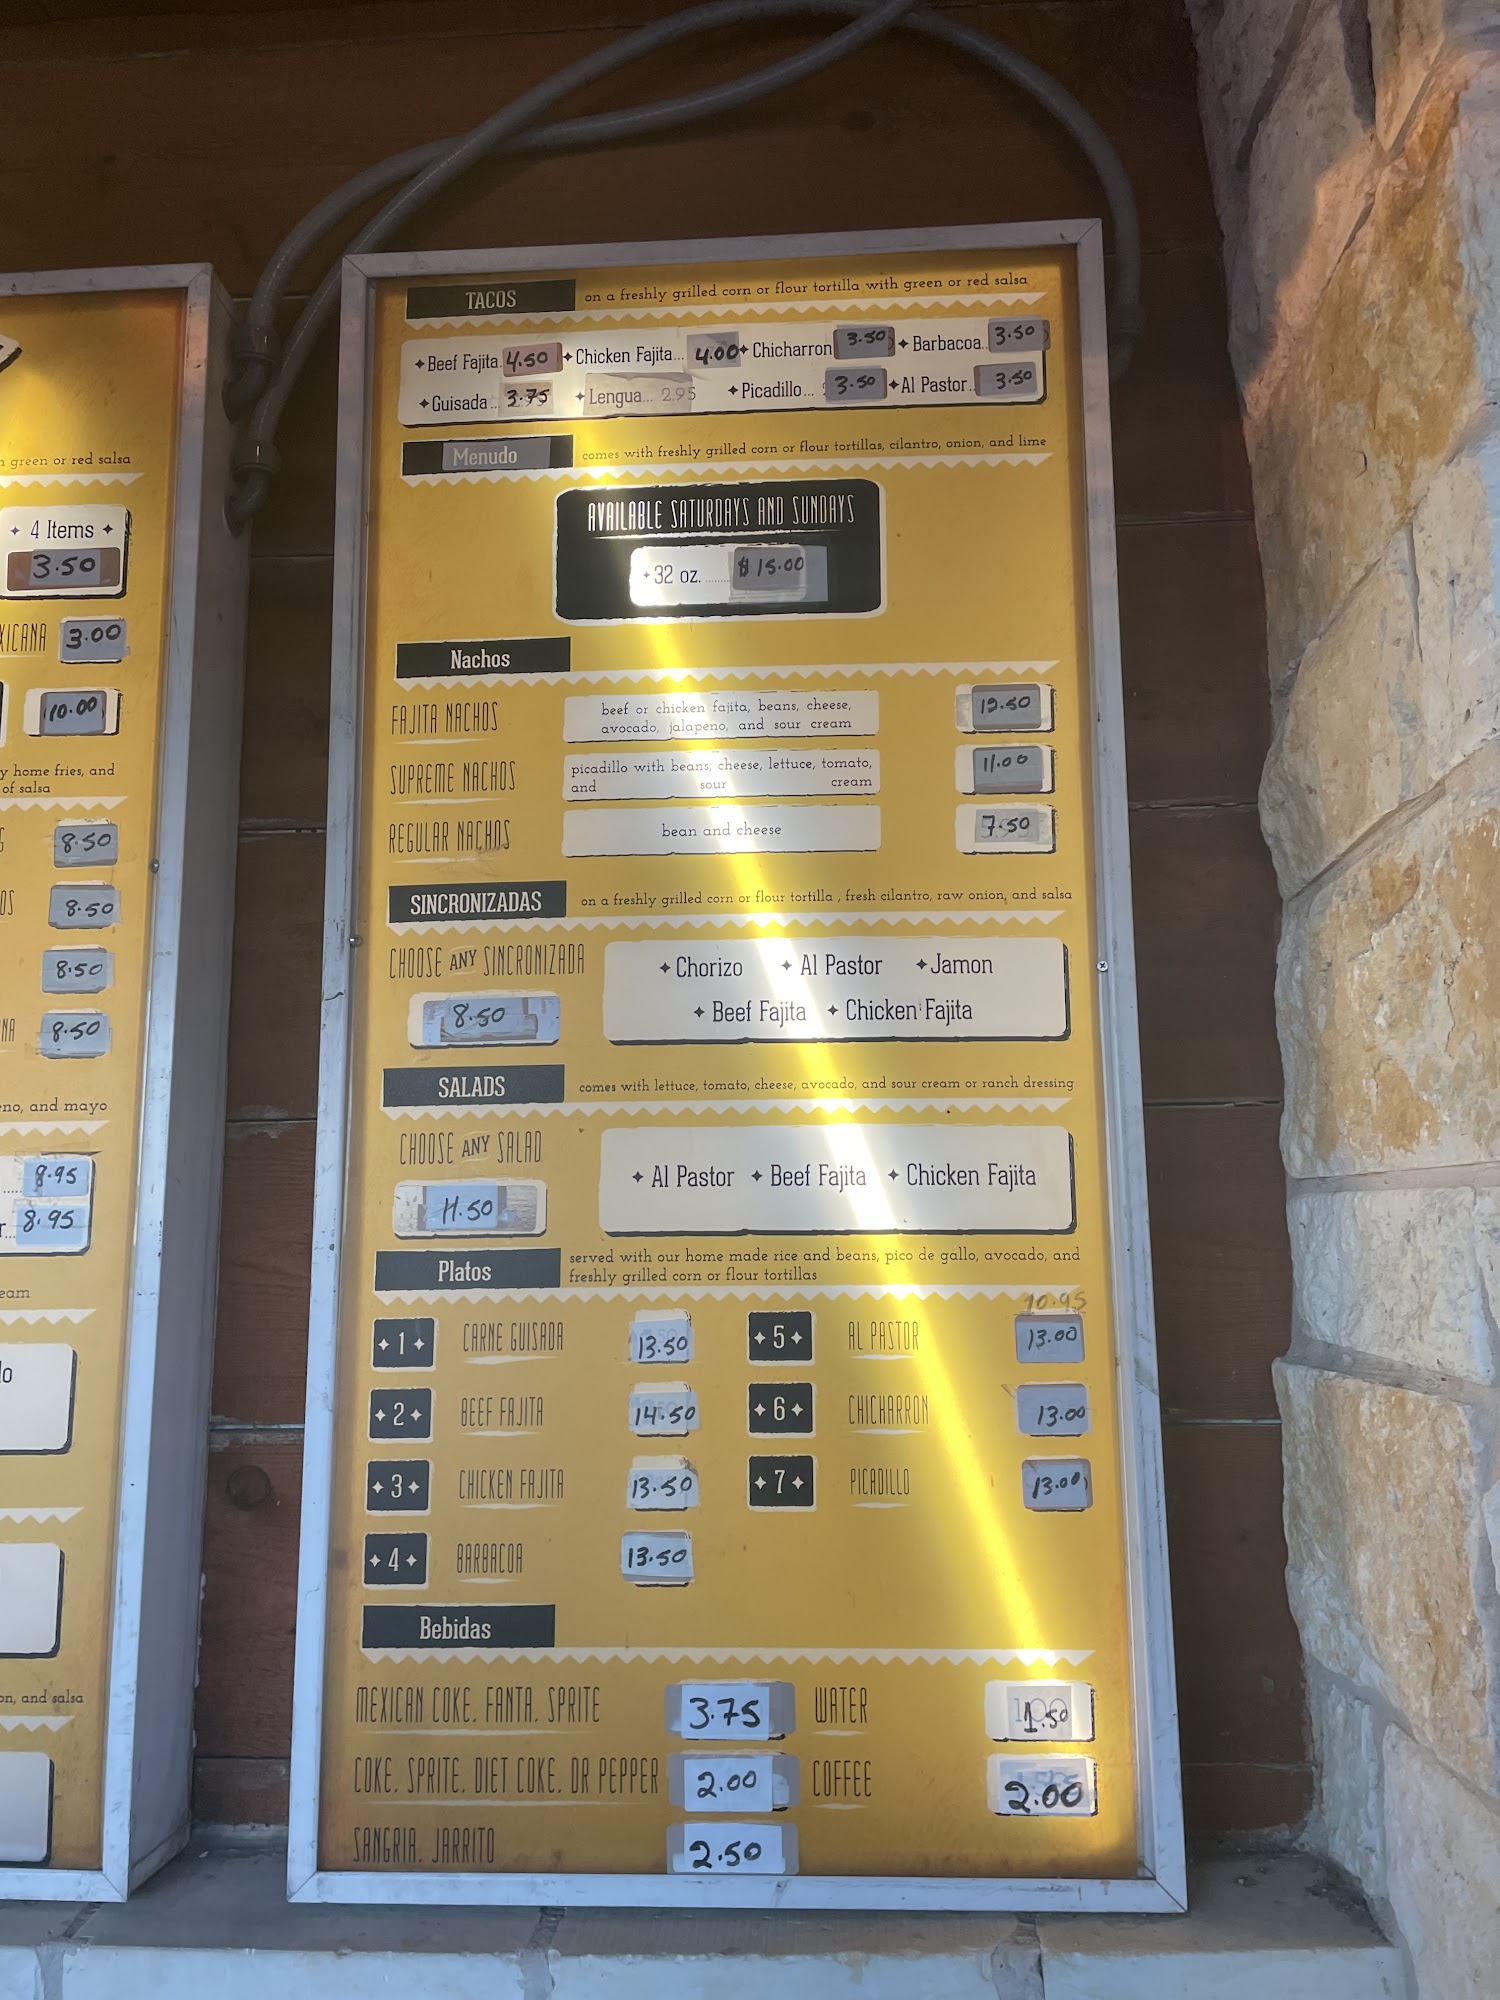 n green or red salsa
4 Items
3.50
XICANA 3.00
10.00
y home fries, and
of salsa
8.50
OS 8.50
8.50
NA 8.50
eno, and mayo
8.95
r... 8.95
eam
lo
on, and salsa
TACOS on a freshly grilled corn or flour tortilla with green or red salsa
Beef Fajita 4.50 Chicken Fajita... 4.00 Chicharron 3.50 Barbacoa.. 3.50
Guisada... 3.75 Lengua... 2.95 Picadillo... 3.50 Al Pastor.. 3.50
Menudo comes with freshly grilled corn or flour tortillas, cilantro, onion, and lime
AVAILABLE SATURDAYS AND SUNDAYS
32 oz. ....... $15.00
Nachos
FAJITA NACHOS beef or chicken fajita, beans, cheese,
avocado, jalapeno, and sour cream
SUPREME NACHOS picadillo with beans, cheese, lettuce, tomato, 11.00
and sour cream
REGULAR NACHOS bean and cheese 7.50
SINCRONIZADAS on a freshly grilled corn or flour tortilla , fresh cilantro, raw onion, and salsa
CHOOSE ANY SINCRONIZADA
8.50
Chorizo Al Pastor Jamon
Beef Fajita Chicken Fajita
SALADS comes with lettuce, tomato, cheese, avocado, and sour cream or ranch dressing
CHOOSE ANY SALAD
11.50
Al Pastor Beef Fajita Chicken Fajita
Platos served with our home made rice and beans, pico de gallo, avocado, and
freshly grilled corn or flour tortillas
10.95
1 CARNE GUISADA 13.50 5 AL PASTOR 13.00
2 BEEF FAJITA 14.50 6 CHICHARRON 13.00
3 CHICKEN FAJITA 13.50 7 PICADILLO 13.00
4 BARBACOA 13.50
Bebidas
MEXICAN COKE, FANTA, SPRITE 3.75 WATER 1.50
COKE, SPRITE, DIET COKE, DR PEPPER 2.00 COFFEE 2.00
SANGRIA, JARRITO 2.50